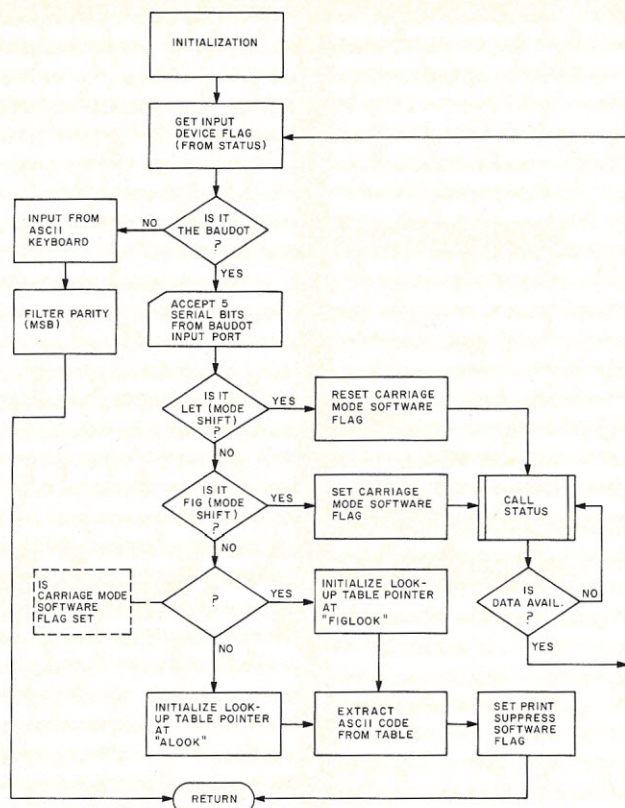 INITIALIZATION
GET INPUT
DEVICE FLAG
(FROM STATUS)
IS IT
THE BAUDOT
?
NO
YES
INPUT FROM
ASCII
KEYBOARD
FILTER PARITY
(MSB)
ACCEPT 5
SERIAL BITS
FROM BAUDOT
INPUT PORT
IS IT
LET (MODE
SHIFT)
?
YES
NO
RESET CARRIAGE
MODE SOFTWARE
FLAG
IS IT
FIG (MODE
SHIFT)
?
YES
NO
SET CARRIAGE
MODE SOFTWARE
FLAG
CALL
STATUS
IS
DATA AVAIL.
?
NO
YES
IS
CARRIAGE MODE
SOFTWARE
FLAG SET
?
YES
NO
INITIALIZE LOOK-
UP TABLE POINTER
AT
"FIGLOOK"
INITIALIZE LOOK-
UP TABLE POINTER
AT
"ALOOK"
EXTRACT
ASCII CODE
FROM TABLE
SET PRINT
SUPPRESS
SOFTWARE
FLAG
RETURN